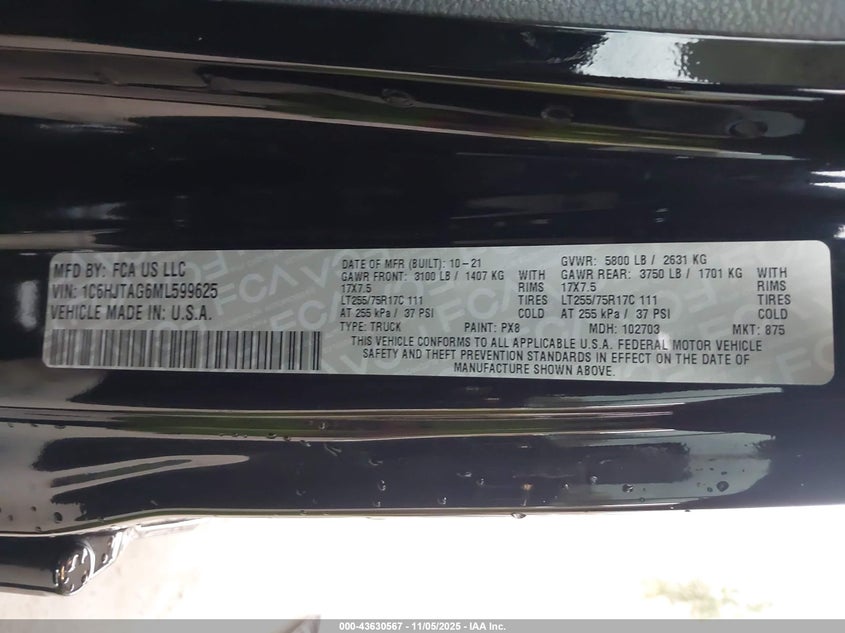 MFD BY: FCA US LLC
VIN: 1C6HJTAG6ML599625
VEHICLE MADE IN: U.S.A.
DATE OF MFR (BUILT): 10-21 GVWR: 5800 LB / 2631 KG
GAWR FRONT: 3100 LB / 1407 KG WITH GAWR REAR: 3750 LB / 1701 KG WITH
17X7.5 RIMS 17X7.5 RIMS
LT255/75R17C 111 TIRES LT255/75R17C 111 TIRES
AT 255 kPa / 37 PSI COLD AT 255 kPa / 37 PSI COLD
TYPE: TRUCK PAINT: PX8 MDH: 102703 MKT: 875
THIS VEHICLE CONFORMS TO ALL APPLICABLE U.S.A. FEDERAL MOTOR VEHICLE
SAFETY AND THEFT PREVENTION STANDARDS IN EFFECT ON THE DATE OF
MANUFACTURE SHOWN ABOVE.
000-43630567 - 11/05/2025 - IAA Inc.